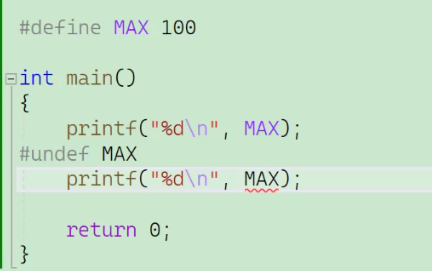 #define MAX 100
int main()
{
printf("%d\n", MAX);
#undef MAX
printf("%d\n", MAX);
return 0;
}